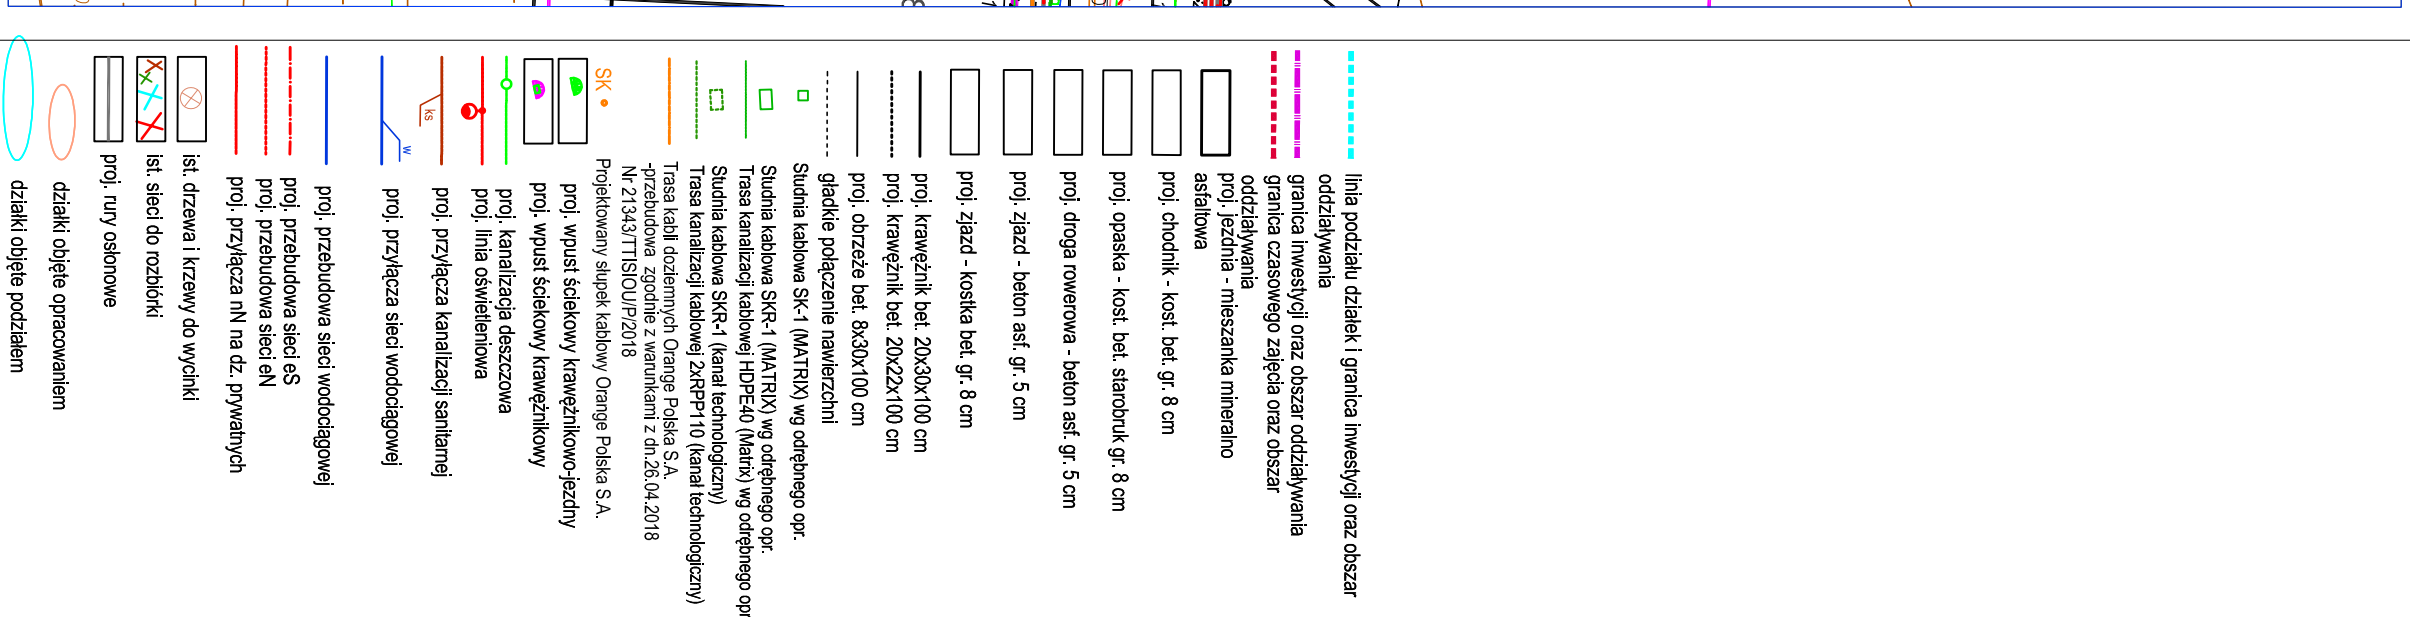 linia podziału działek i granica inwestycji oraz obszar
oddziaływania
granica inwestycji oraz obszar oddziaływania
granica czasowego zajęcia oraz obszar
oddziaływania
proj. jezdnia - mieszanka mineralno
asfaltowa
proj. chodnik - kost. bet. gr. 8 cm
proj. opaska - kost. bet. starobruk gr. 8 cm
proj. droga rowerowa - beton asf. gr. 5 cm
proj. zjazd - beton asf. gr. 5 cm
proj. zjazd - kostka bet. gr. 8 cm
proj. krawężnik bet. 20x30x100 cm
proj. krawężnik bet. 20x22x100 cm
proj. obrzeże bet. 8x30x100 cm
gładkie połączenie nawierzchni
Studnia kablowa SK-1 (MATRIX) wg odrębnego opr.
Studnia kablowa SKR-1 (MATRIX) wg odrębnego opr.
Trasa kanalizacji kablowej HDPE40 (Matrix) wg odrębnego opr
Studnia kablowa SKR-1 (kanał technologiczny)
Trasa kanalizacji kablowej 2xRPP110 (kanał technologiczny)
Trasa kabli doziemnych Orange Polska S.A.
-przebudowa zgodnie z warunkami z dn.26.04.2018
Nr 21343/TTISIOU/P/2018
SK
Projektowany słupek kablowy Orange Polska S.A.
proj. wpust ściekowy krawężnikowo-jezdny
proj. wpust ściekowy krawężnikowy
proj. kanalizacja deszczowa
proj. linia oświetleniowa
ks
proj. przyłącza kanalizacji sanitarnej
w
proj. przyłącza sieci wodociągowej
proj. przebudowa sieci wodociągowej
proj. przebudowa sieci eS
proj. przebudowa sieci eN
proj. przyłącza nN na dz. prywatnych
ist. drzewa i krzewy do wycinki
ist. sieci do rozbiórki
proj. rury osłonowe
działki objęte opracowaniem
działki objęte podziałem